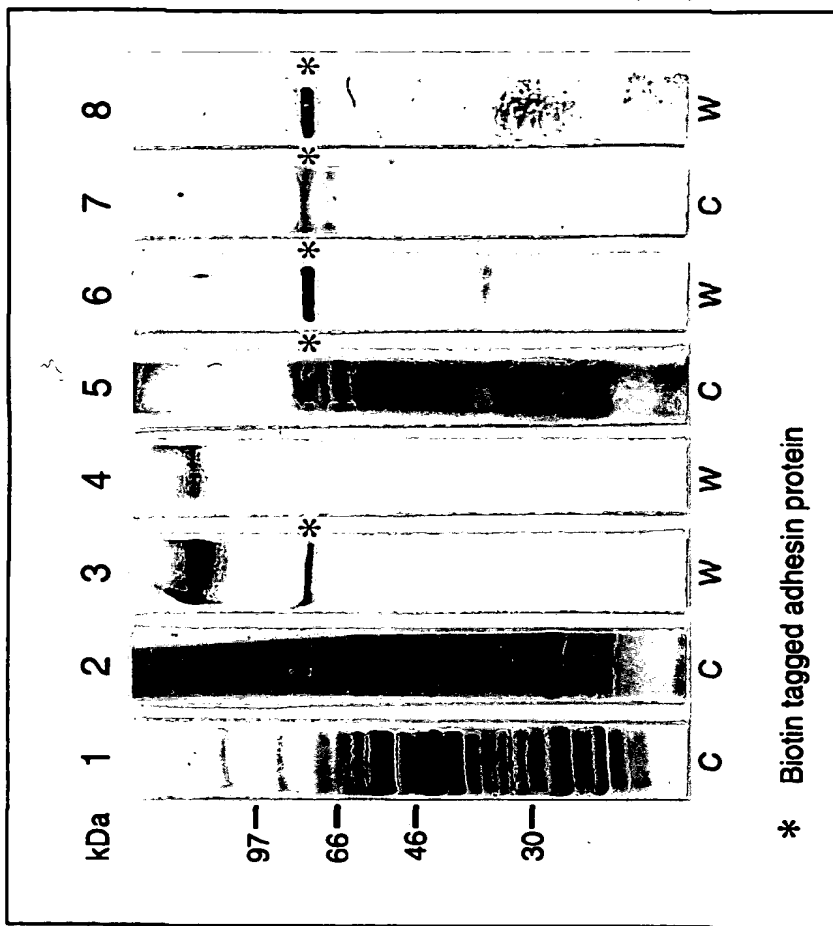 kDa 1 2 3 4 5 6 7 8
97
* * * * *
66
46
30
C C W W C W C W
* Biotin tagged adhesin protein